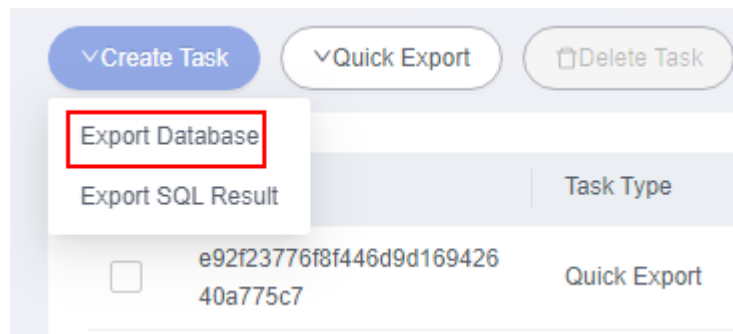 Create Task
Quick Export
Delete Task
Export Database
Export SQL Result
Task Type
e92f23776f8f446d9d169426
40a775c7
Quick Export